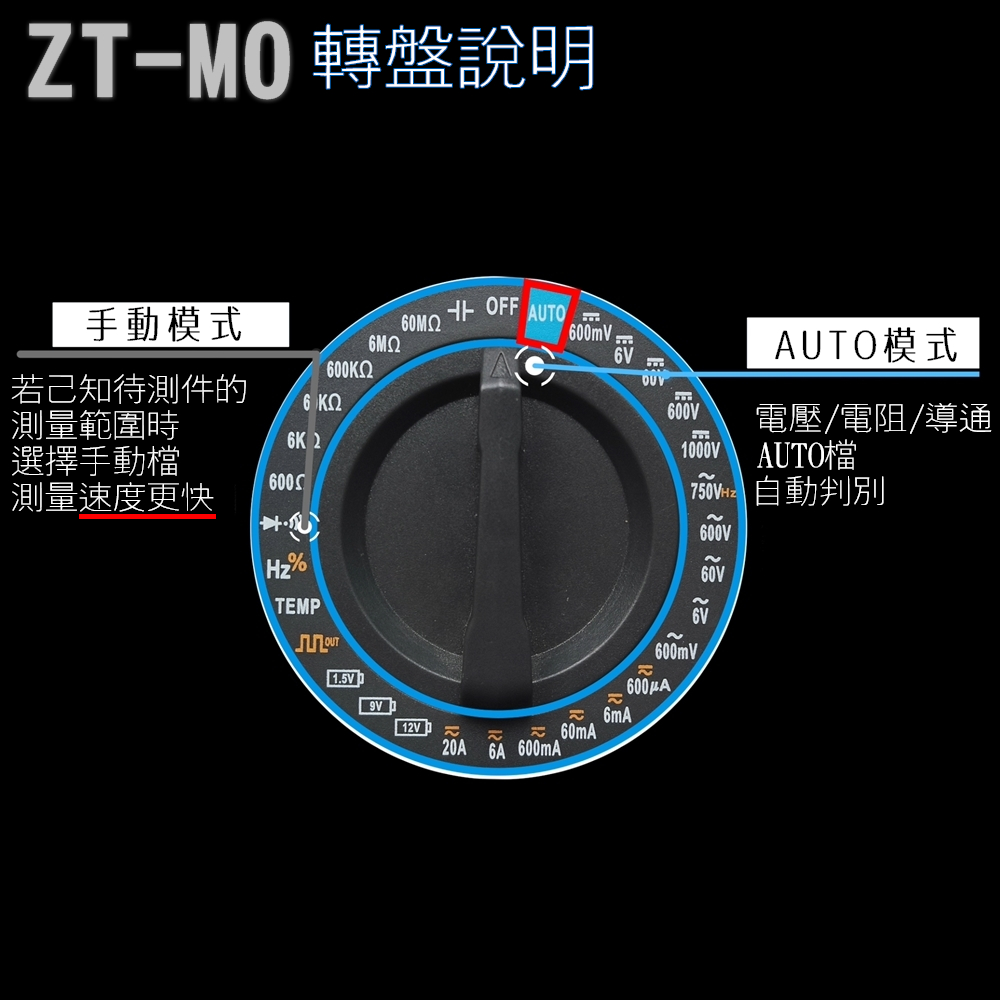 ZT-M0 轉盤說明
手動模式
若己知待測件的
測量範圍時
選擇手動檔
測量速度更快
AUTO模式
電壓/電阻/導通
AUTO檔
自動判別
OFF
AUTO
600mV
6V
60V
600V
1000V
750V Hz
600V
60V
6V
600mV
600μA
6mA
60mA
600mA
6A
20A
12V
9V
1.5V
OUT
TEMP
Hz%
600Ω
6KΩ
600KΩ
6MΩ
60MΩ